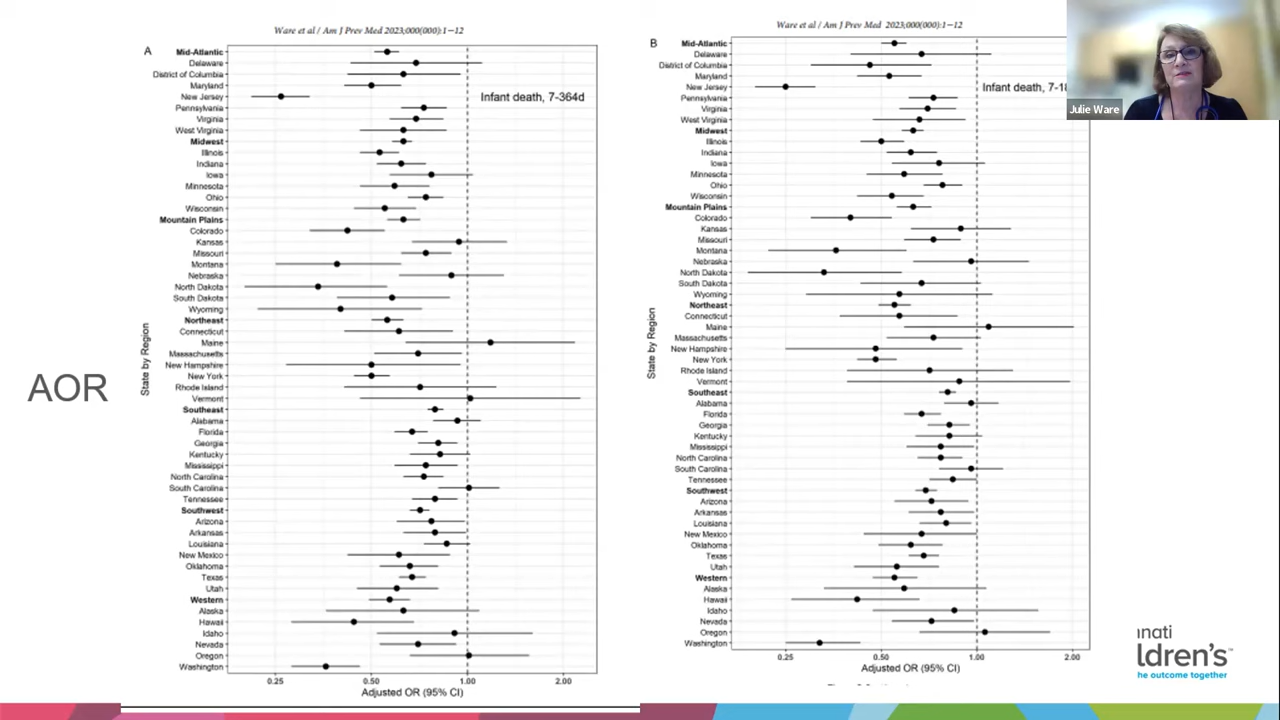 Ware et al / Am J Prev Med 2023;000(000):1–12
A
Mid-Atlantic
Delaware
District of Columbia
Maryland
New Jersey
Pennsylvania
Virginia
West Virginia
Midwest
Illinois
Indiana
Iowa
Minnesota
Ohio
Wisconsin
Mountain Plains
Colorado
Kansas
Missouri
Montana
Nebraska
North Dakota
South Dakota
Wyoming
Northeast
Connecticut
Maine
Massachusetts
New Hampshire
New York
Rhode Island
Vermont
Southeast
Alabama
Florida
Georgia
Kentucky
Mississippi
North Carolina
South Carolina
Tennessee
Southwest
Arizona
Arkansas
Louisiana
New Mexico
Oklahoma
Texas
Utah
Western
Alaska
Hawaii
Idaho
Nevada
Oregon
Washington
Infant death, 7-364d
State by Region
0.25 0.50 1.00 2.00
Adjusted OR (95% CI)
AOR
Ware et al / Am J Prev Med 2023;000(000):1–12
B
Mid-Atlantic
Delaware
District of Columbia
Maryland
New Jersey
Pennsylvania
Virginia
West Virginia
Midwest
Illinois
Indiana
Iowa
Minnesota
Ohio
Wisconsin
Mountain Plains
Colorado
Kansas
Missouri
Montana
Nebraska
North Dakota
South Dakota
Wyoming
Northeast
Connecticut
Maine
Massachusetts
New Hampshire
New York
Rhode Island
Vermont
Southeast
Alabama
Florida
Georgia
Kentucky
Mississippi
North Carolina
South Carolina
Tennessee
Southwest
Arizona
Arkansas
Louisiana
New Mexico
Oklahoma
Texas
Utah
Western
Alaska
Hawaii
Idaho
Nevada
Oregon
Washington
Infant death, 7-18
State by Region
0.25 0.50 1.00 2.00
Adjusted OR (95% CI)
Julie Ware
inati
ldren's™
he outcome together